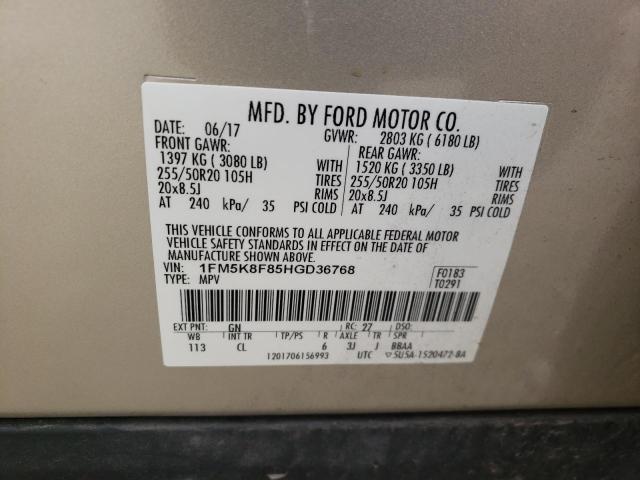 MFD. BY FORD MOTOR CO.
DATE: 06/17 GVWR: 2803 KG ( 6180 LB)
FRONT GAWR: REAR GAWR:
1397 KG ( 3080 LB) WITH 1520 KG ( 3350 LB) WITH
255/50R20 105H TIRES 255/50R20 105H TIRES
20x8.5J RIMS 20x8.5J RIMS
AT 240 kPa/ 35 PSI COLD AT 240 kPa/ 35 PSI COLD
THIS VEHICLE CONFORMS TO ALL APPLICABLE FEDERAL MOTOR
VEHICLE SAFETY STANDARDS IN EFFECT ON THE DATE OF
MANUFACTURE SHOWN ABOVE.
VIN: 1FM5K8F85HGD36768 F0183
TYPE: MPV T0291
EXT PNT: GN RC: 27 DSO:
WB INT TR TP/PS R AXLE TR SPR
113 CL 6 3J J BBAA
1201706156993 UTC ▽5U5A-1520472-BA